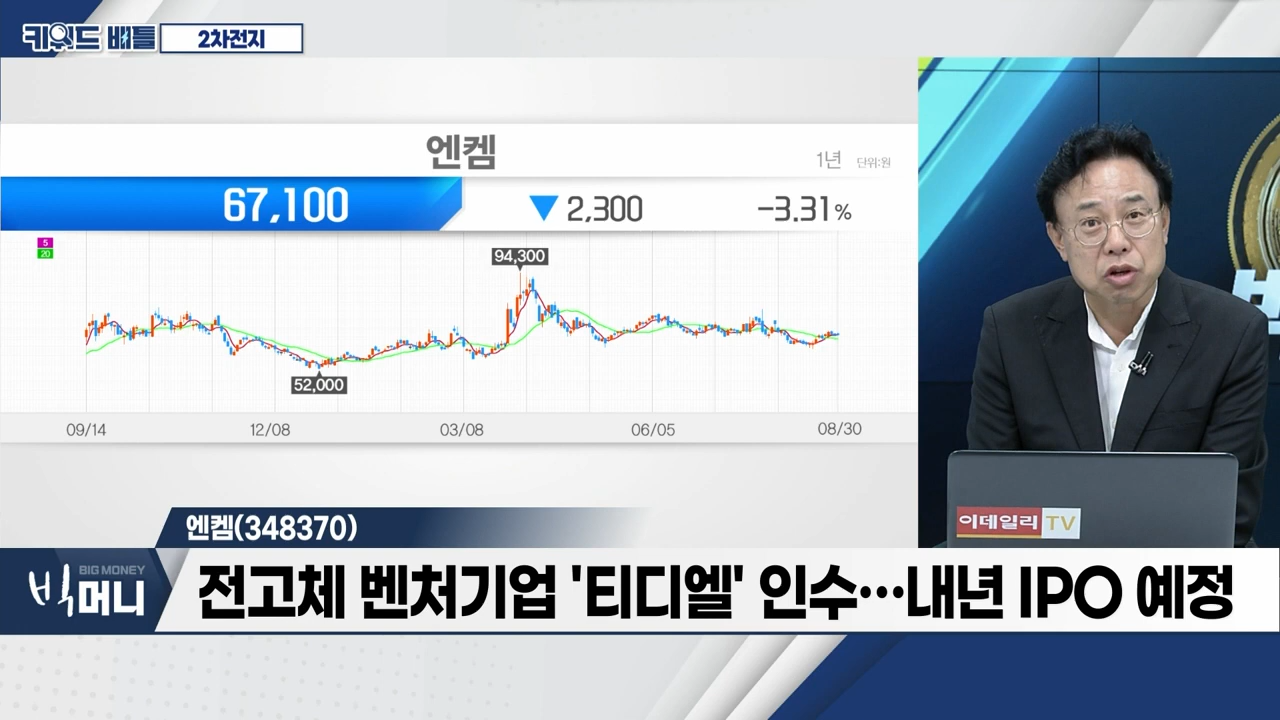 키워드 배틀
2차전지
엔켐
1년 단위:원
67,100
▼ 2,300
-3.31%
5
20
94,300
52,000
09/14
12/08
03/08
06/05
08/30
이데일리TV
엔켐(348370)
BIG MONEY
빅머니
전고체 벤처기업 '티디엘' 인수…내년 IPO 예정